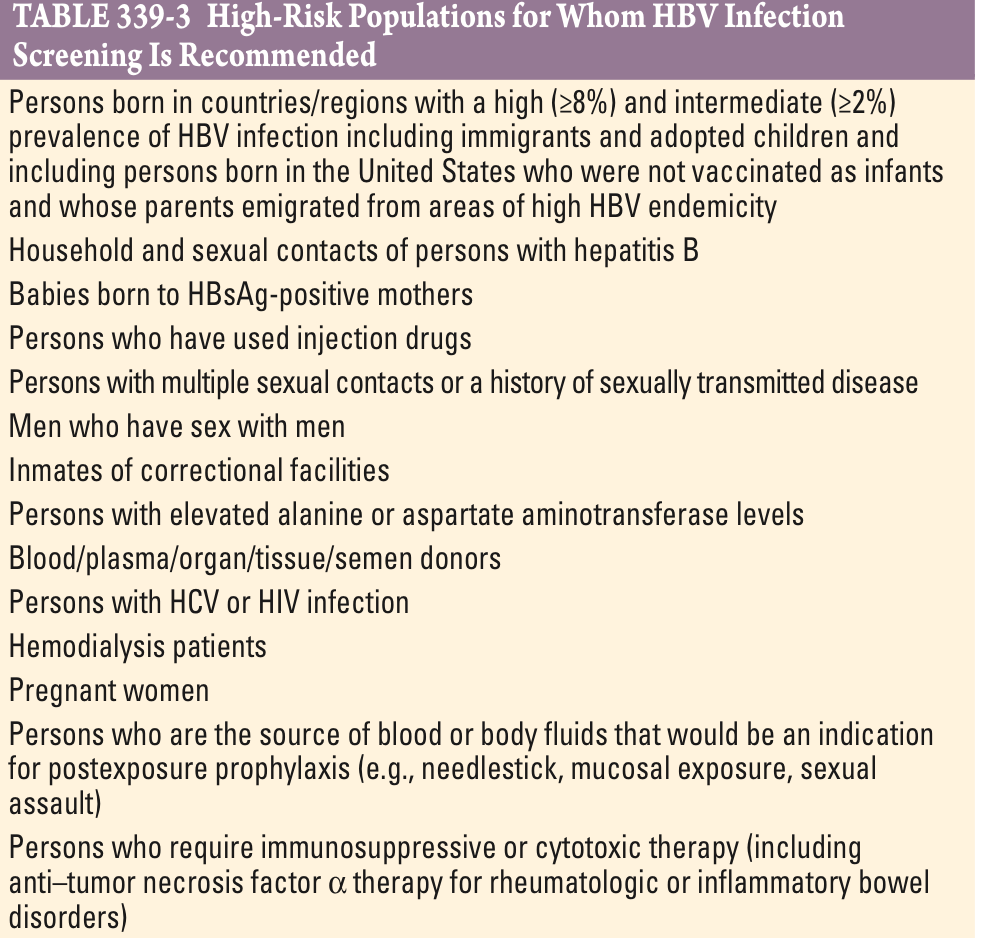 TABLE 339-3 High-Risk Populations for Whom HBV Infection
Screening Is Recommended
Persons born in countries/regions with a high (≥8%) and intermediate (≥2%)
prevalence of HBV infection including immigrants and adopted children and
including persons born in the United States who were not vaccinated as infants
and whose parents emigrated from areas of high HBV endemicity
Household and sexual contacts of persons with hepatitis B
Babies born to HBsAg-positive mothers
Persons who have used injection drugs
Persons with multiple sexual contacts or a history of sexually transmitted disease
Men who have sex with men
Inmates of correctional facilities
Persons with elevated alanine or aspartate aminotransferase levels
Blood/plasma/organ/tissue/semen donors
Persons with HCV or HIV infection
Hemodialysis patients
Pregnant women
Persons who are the source of blood or body fluids that would be an indication
for postexposure prophylaxis (e.g., needlestick, mucosal exposure, sexual
assault)
Persons who require immunosuppressive or cytotoxic therapy (including
anti–tumor necrosis factor α therapy for rheumatologic or inflammatory bowel
disorders)